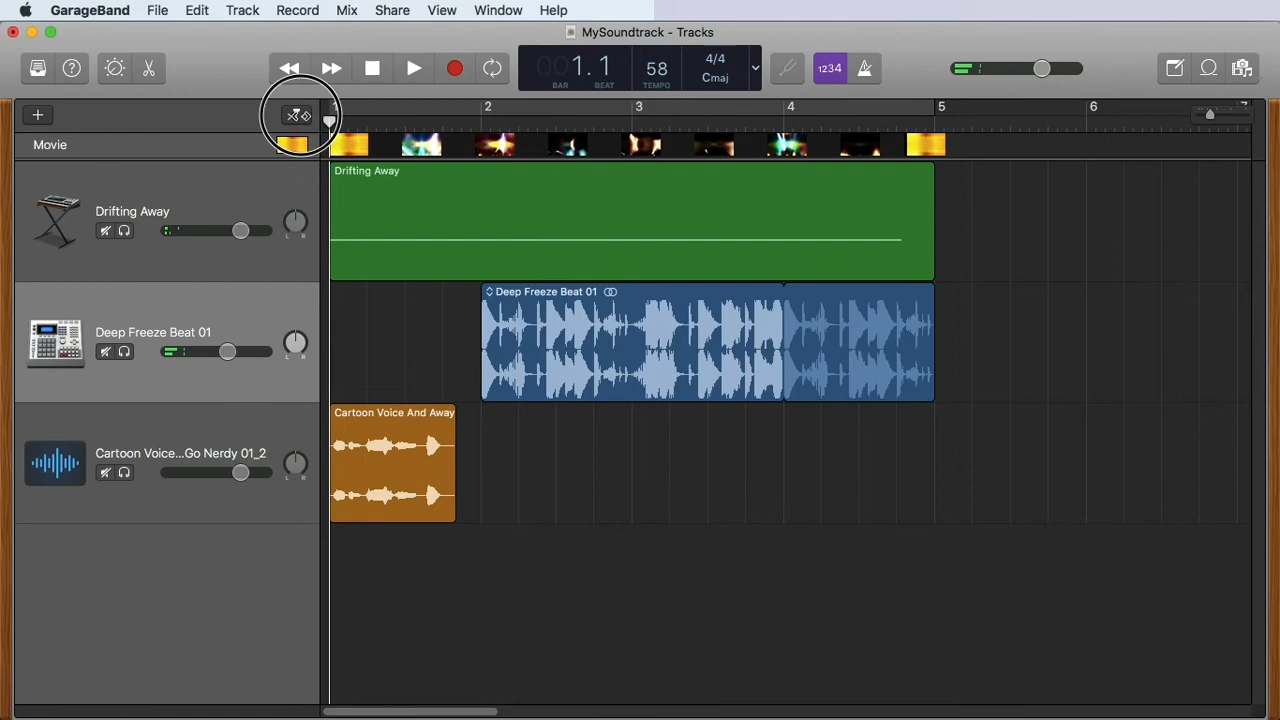 GarageBand File Edit Track Record Mix Share View Window Help
MySoundtrack - Tracks
001.1 58 4/4 Cmaj
BAR BEAT TEMPO
1234
1 2 3 4 5 6 7
Movie
Drifting Away
Drifting Away
L R
Deep Freeze Beat 01
Deep Freeze Beat 01
L R
Cartoon Voice And Away
Cartoon Voice...Go Nerdy 01_2
L R